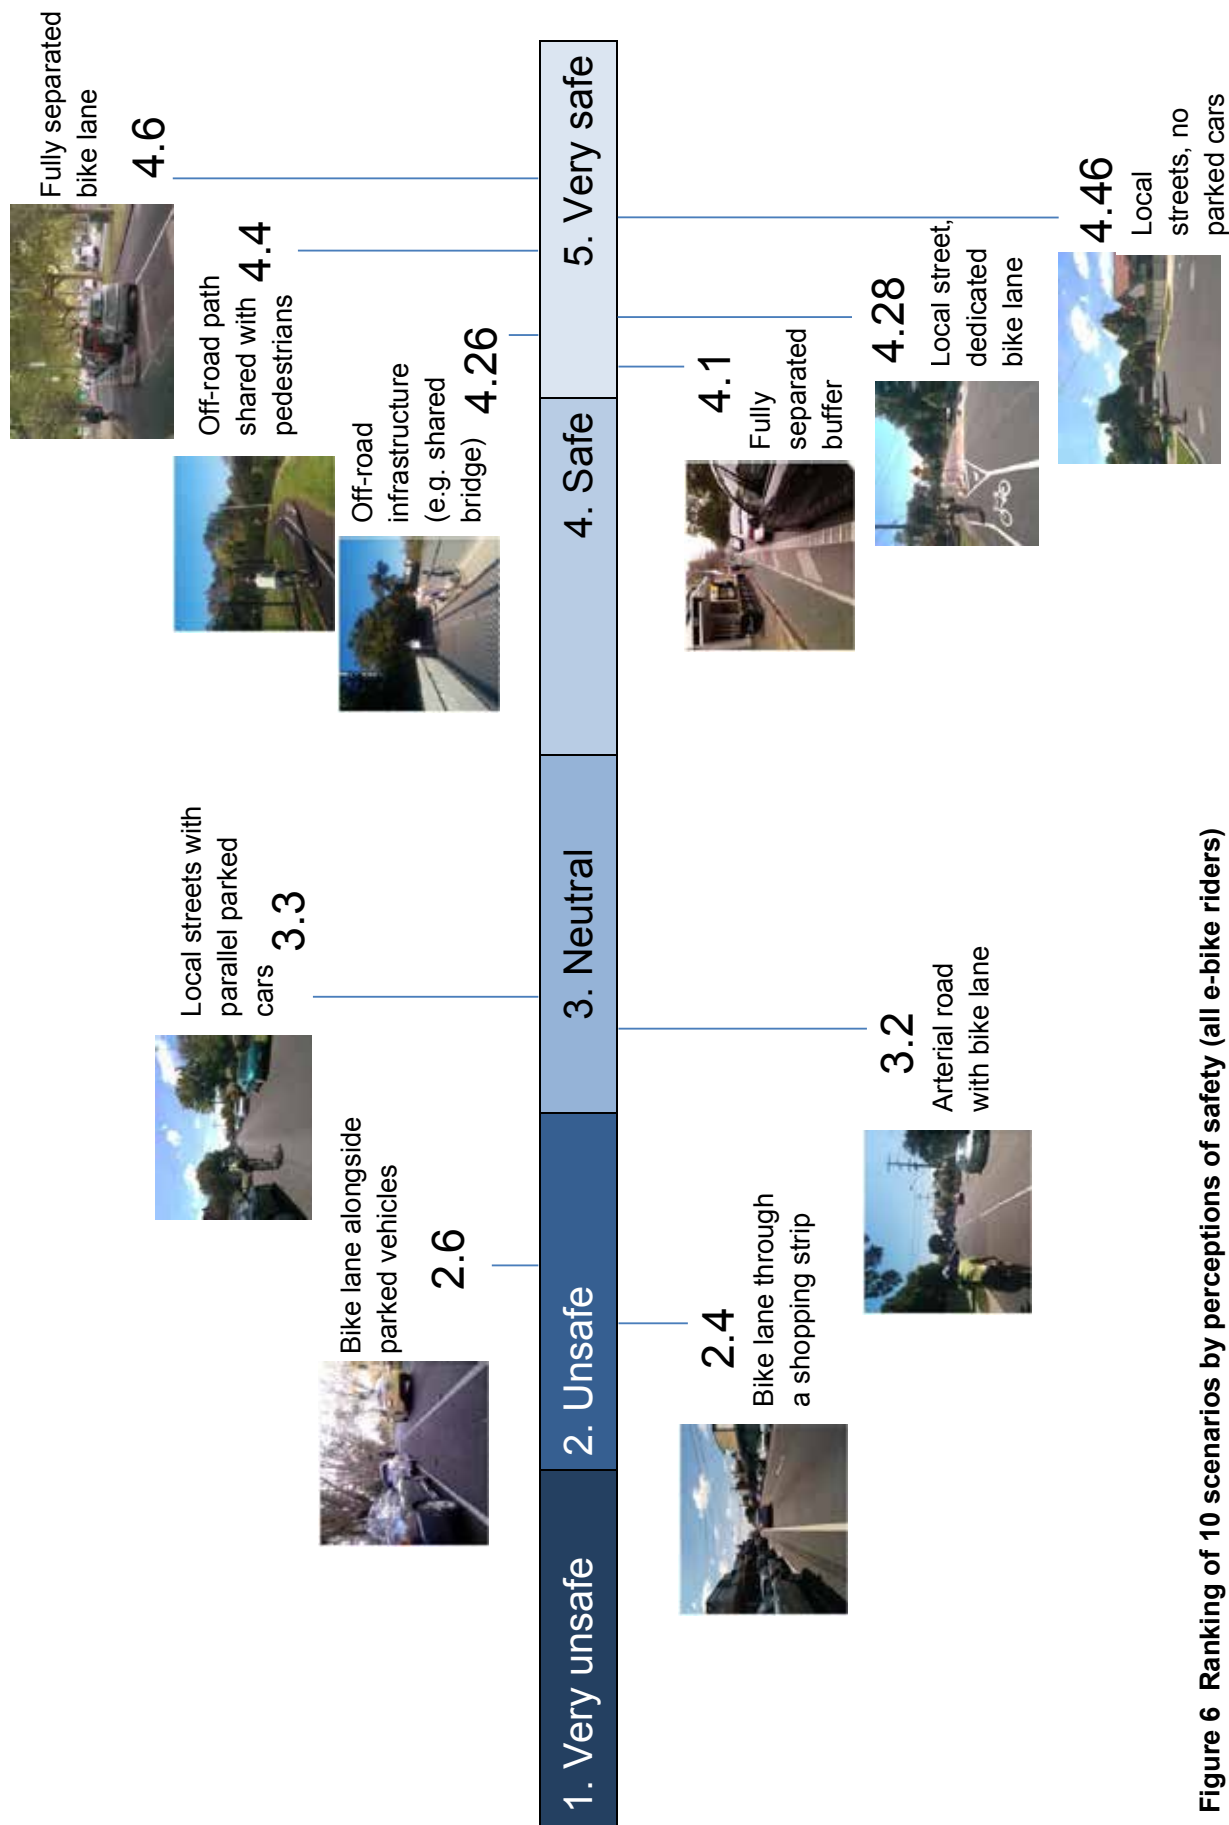 Fully separated
bike lane
4.6
Off-road path
shared with
pedestrians
4.4
Off-road
infrastructure
(e.g. shared
bridge)
4.26
Local streets with
parallel parked
cars
3.3
Bike lane alongside
parked vehicles
2.6
1. Very unsafe
2. Unsafe
3. Neutral
4. Safe
5. Very safe
2.4
Bike lane through
a shopping strip
3.2
Arterial road
with bike lane
4.1
Fully
separated
buffer
4.28
Local street,
dedicated
bike lane
4.46
Local
streets, no
parked cars
Figure 6 Ranking of 10 scenarios by perceptions of safety (all e-bike riders)